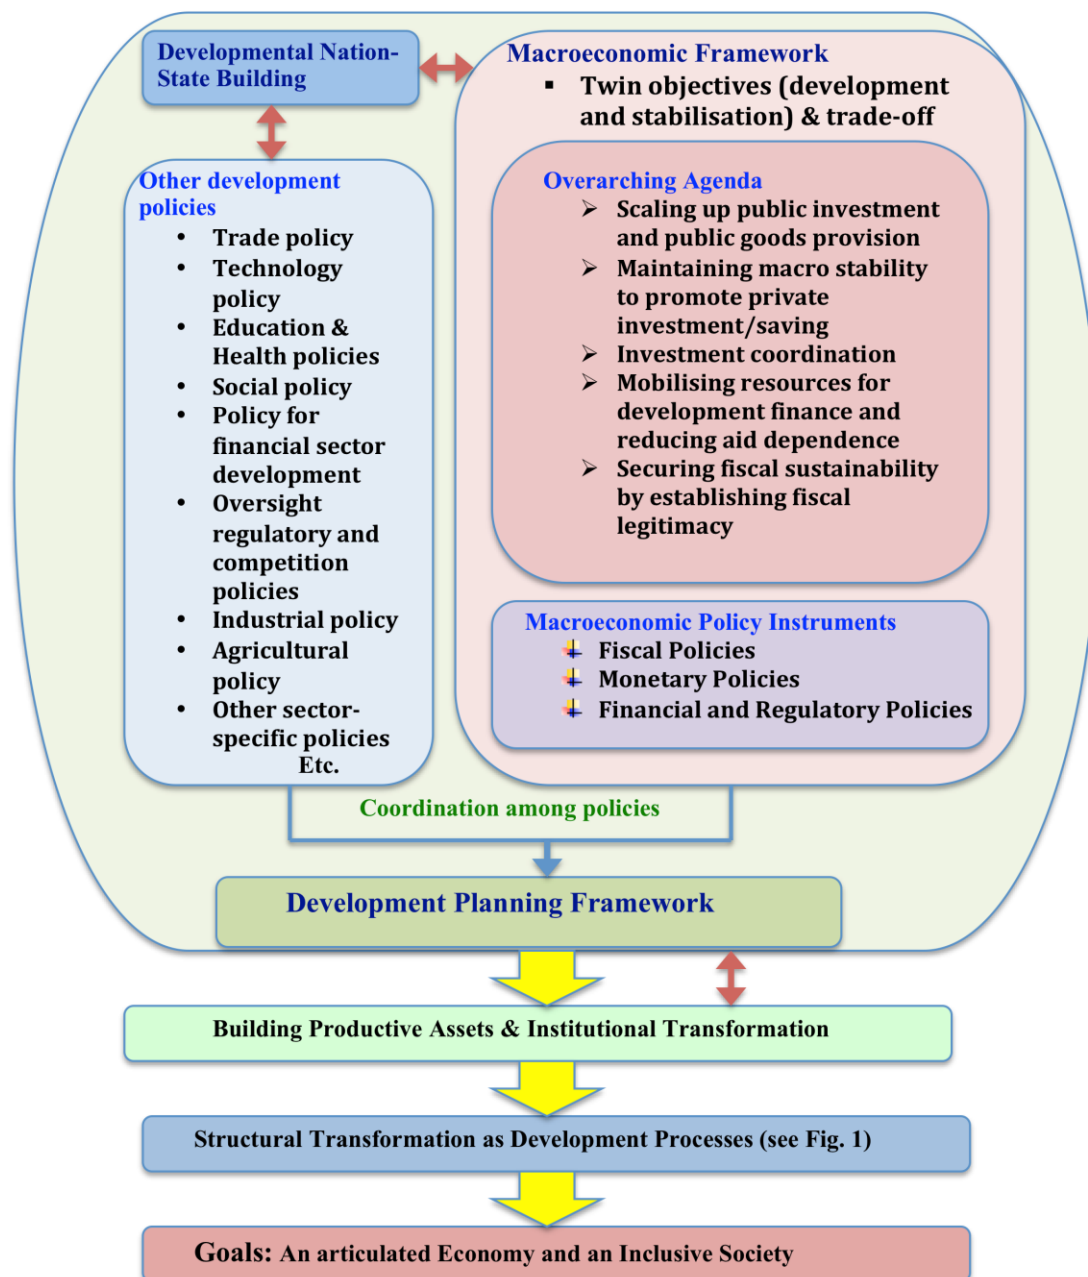 Developmental Nation-
State Building
Macroeconomic Framework
▪ Twin objectives (development
and stabilisation) & trade-off
Other development
policies
• Trade policy
• Technology
policy
• Education &
Health policies
• Social policy
• Policy for
financial sector
development
• Oversight
regulatory and
competition
policies
• Industrial policy
• Agricultural
policy
• Other sector-
specific policies
Etc.
Overarching Agenda
➢ Scaling up public investment
and public goods provision
➢ Maintaining macro stability
to promote private
investment/saving
➢ Investment coordination
➢ Mobilising resources for
development finance and
reducing aid dependence
➢ Securing fiscal sustainability
by establishing fiscal
legitimacy
Macroeconomic Policy Instruments
Fiscal Policies
Monetary Policies
Financial and Regulatory Policies
Coordination among policies
Development Planning Framework
Building Productive Assets & Institutional Transformation
Structural Transformation as Development Processes (see Fig. 1)
Goals: An articulated Economy and an Inclusive Society